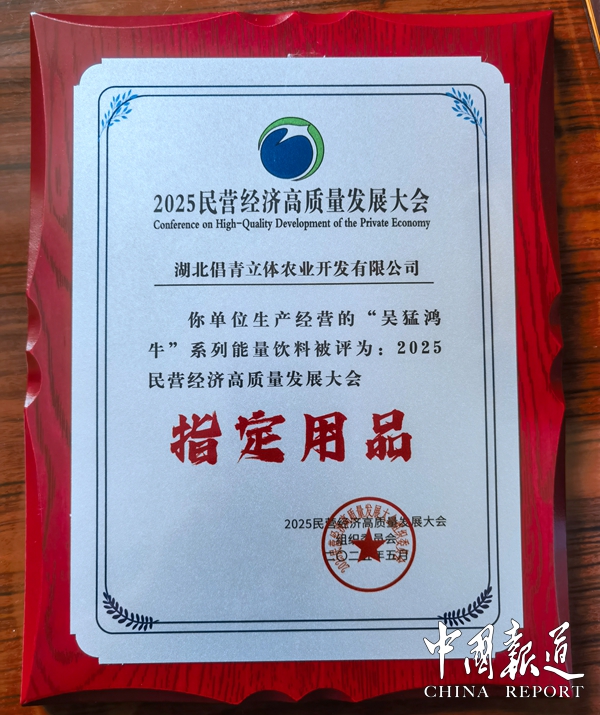 2025民营经济高质量发展大会
Conference on High-Quality Development of the Private Economy
湖北倡青立体农业开发有限公司
你单位生产经营的“吴猛鸿
牛”系列能量饮料被评为：2025
民营经济高质量发展大会
指定用品
2025民营经济高质量发展大会
组织委员会
二〇二五年五月
中國報道
CHINA REPORT